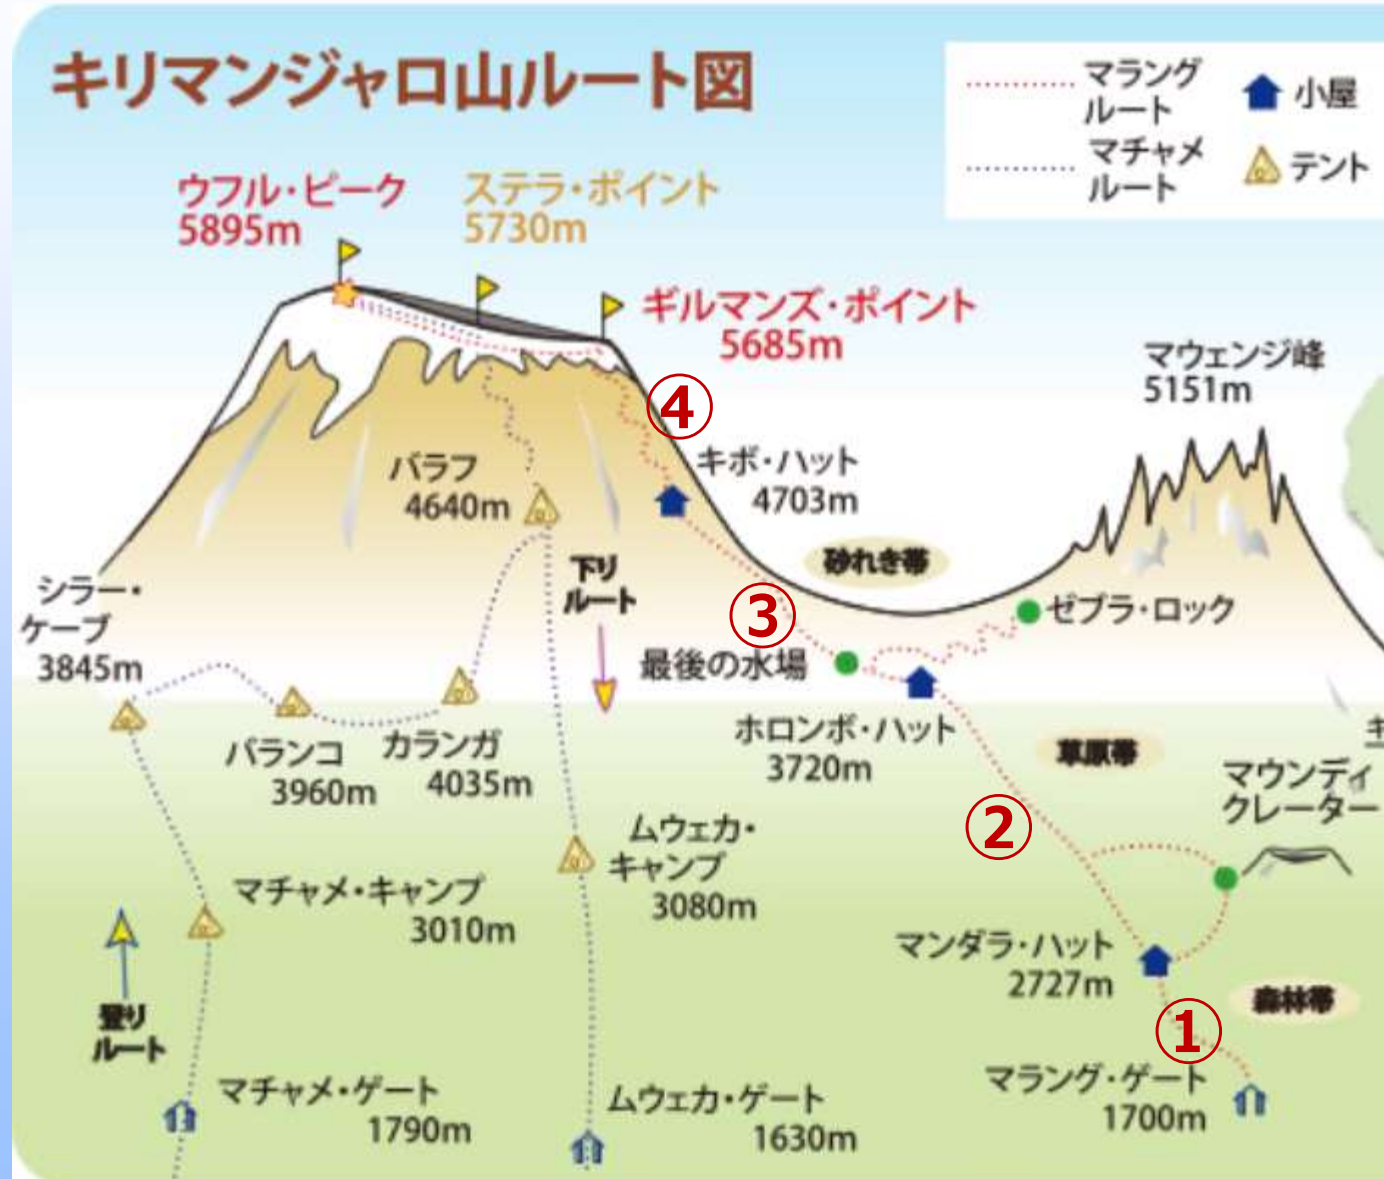 キリマンジャロ山ルート図
マラング
ルート
小屋
マチャメ
ルート
テント
ウフル・ピーク
5895m
ステラ・ポイント
5730m
ギルマンズ・ポイント
5685m
マウェンジ峰
5151m
④
キボ・ハット
4703m
バラフ
4640m
砂れき帯
下り
ルート
シラー・
ケーブ
3845m
③
ゼブラ・ロック
最後の水場
ホロンボ・ハット
3720m
バランコ
3960m
カランガ
4035m
草原帯
マウンディ
クレーター
②
ムウェカ・
キャンプ
3080m
マチャメ・キャンプ
3010m
マンダラ・ハット
2727m
森林帯
登り
ルート
①
マラング・ゲート
1700m
マチャメ・ゲート
1790m
ムウェカ・ゲート
1630m